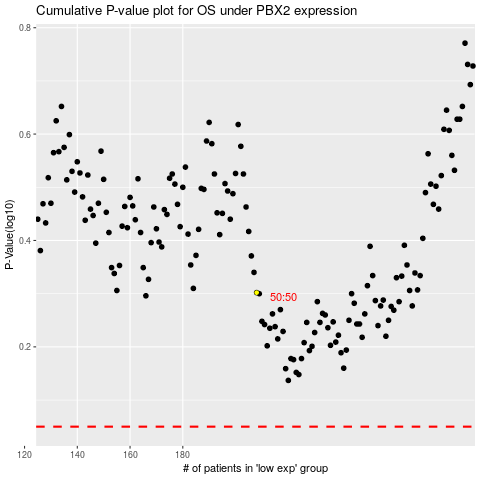 Cumulative P-value plot for OS under PBX2 expression
0.8
0.6
0.4
0.2
P-Value(log10)
50:50
120 140 160 180
# of patients in 'low exp' group